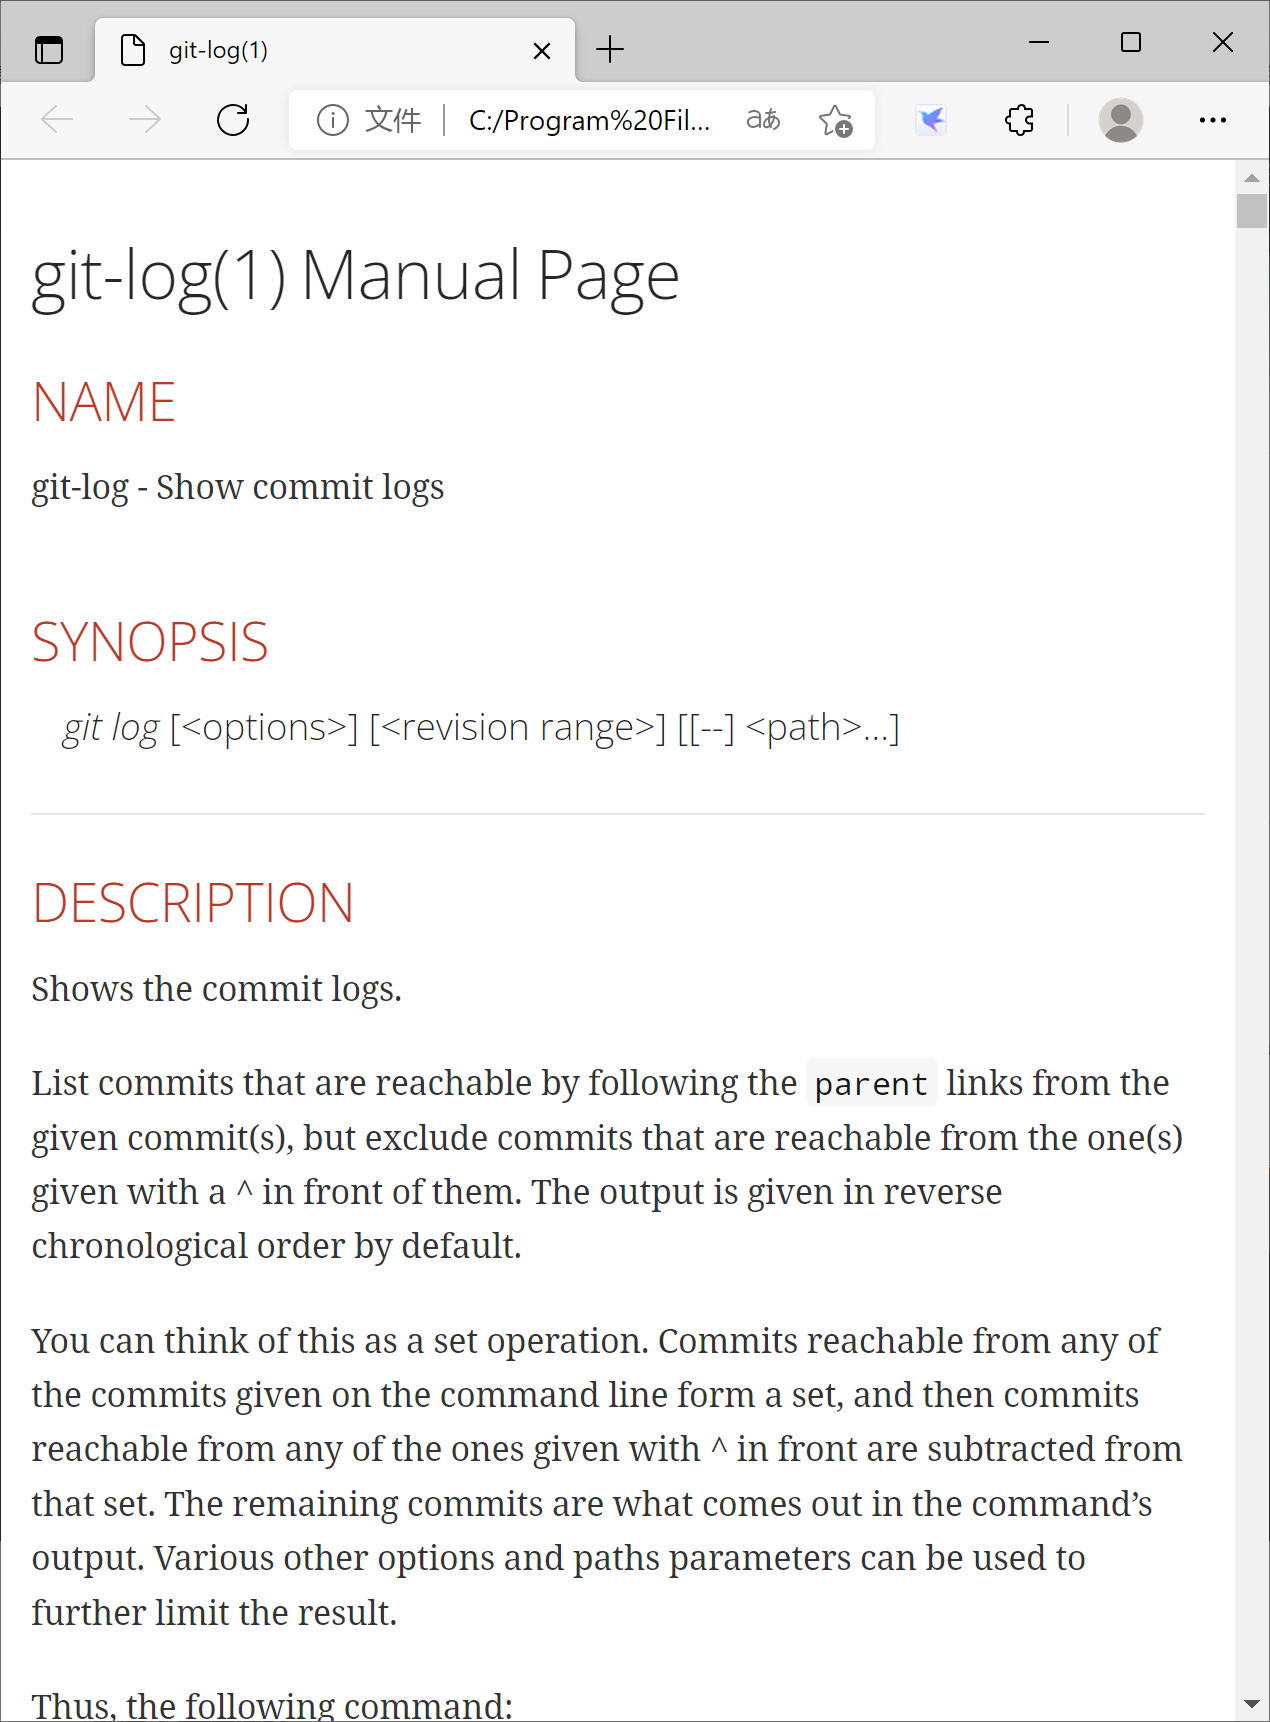 git-log(1)
文件 C:/Program%20Fil... aあ
git-log(1) Manual Page
NAME
git-log - Show commit logs
SYNOPSIS
git log [<options>] [<revision range>] [[--] <path>...]
DESCRIPTION
Shows the commit logs.
List commits that are reachable by following the parent links from the
given commit(s), but exclude commits that are reachable from the one(s)
given with a ^ in front of them. The output is given in reverse
chronological order by default.
You can think of this as a set operation. Commits reachable from any of
the commits given on the command line form a set, and then commits
reachable from any of the ones given with ^ in front are subtracted from
that set. The remaining commits are what comes out in the command’s
output. Various other options and paths parameters can be used to
further limit the result.
Thus, the following command: